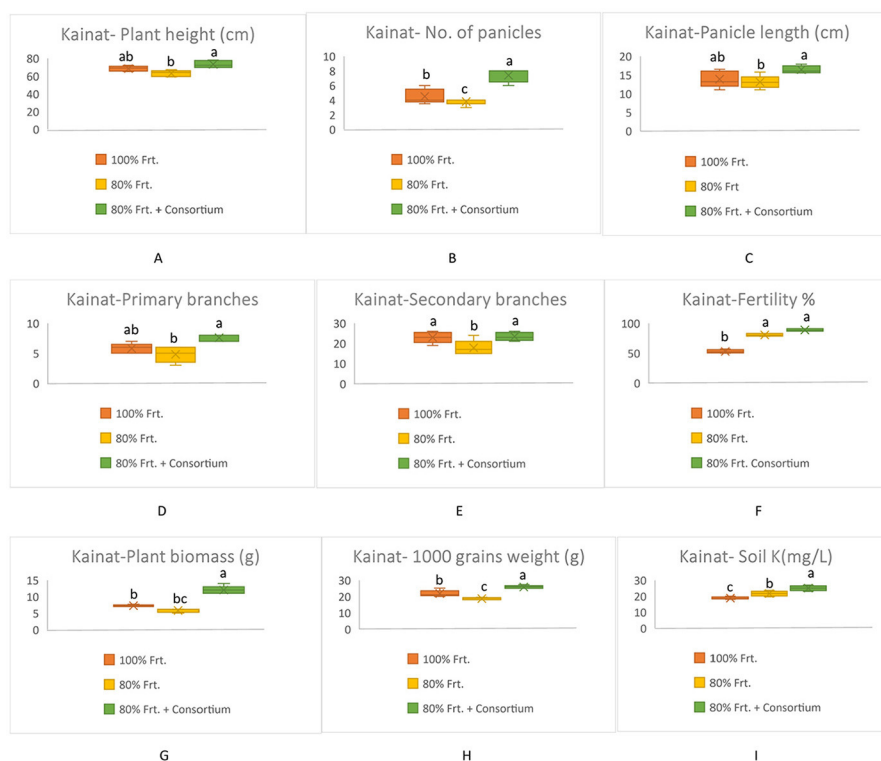 Kainat- Plant height (cm)
80
60
40
20
0
ab
b
a
100% Frt.
80% Frt.
80% Frt. + Consortium
A
Kainat- No. of panicles
10
8
6
4
2
0
b
c
a
100% Frt.
80% Frt.
80% Frt. + Consortium
B
Kainat-Panicle length (cm)
20
15
10
5
0
ab
b
a
100% Frt.
80% Frt
80% Frt. + Consortium
C
Kainat-Primary branches
10
5
0
ab
b
a
100% Frt.
80% Frt.
80% Frt. + Consortium
D
Kainat-Secondary branches
30
20
10
0
a
b
a
100% Frt.
80% Frt.
80% Frt. + Consortium
E
Kainat-Fertility %
100
50
0
b
a
a
100% Frt.
80% Frt.
80% Frt. Consortium
F
Kainat-Plant biomass (g)
15
10
5
0
b
bc
a
100% Frt.
80% Frt.
80% Frt. + Consortium
G
Kainat- 1000 grains weight (g)
30
20
10
0
b
c
a
100% Frt.
80% Frt.
80% Frt. + Consortium
H
Kainat- Soil K(mg/L)
30
20
10
0
c
b
a
100% Frt.
80% Frt.
80% Frt. + Consortium
I